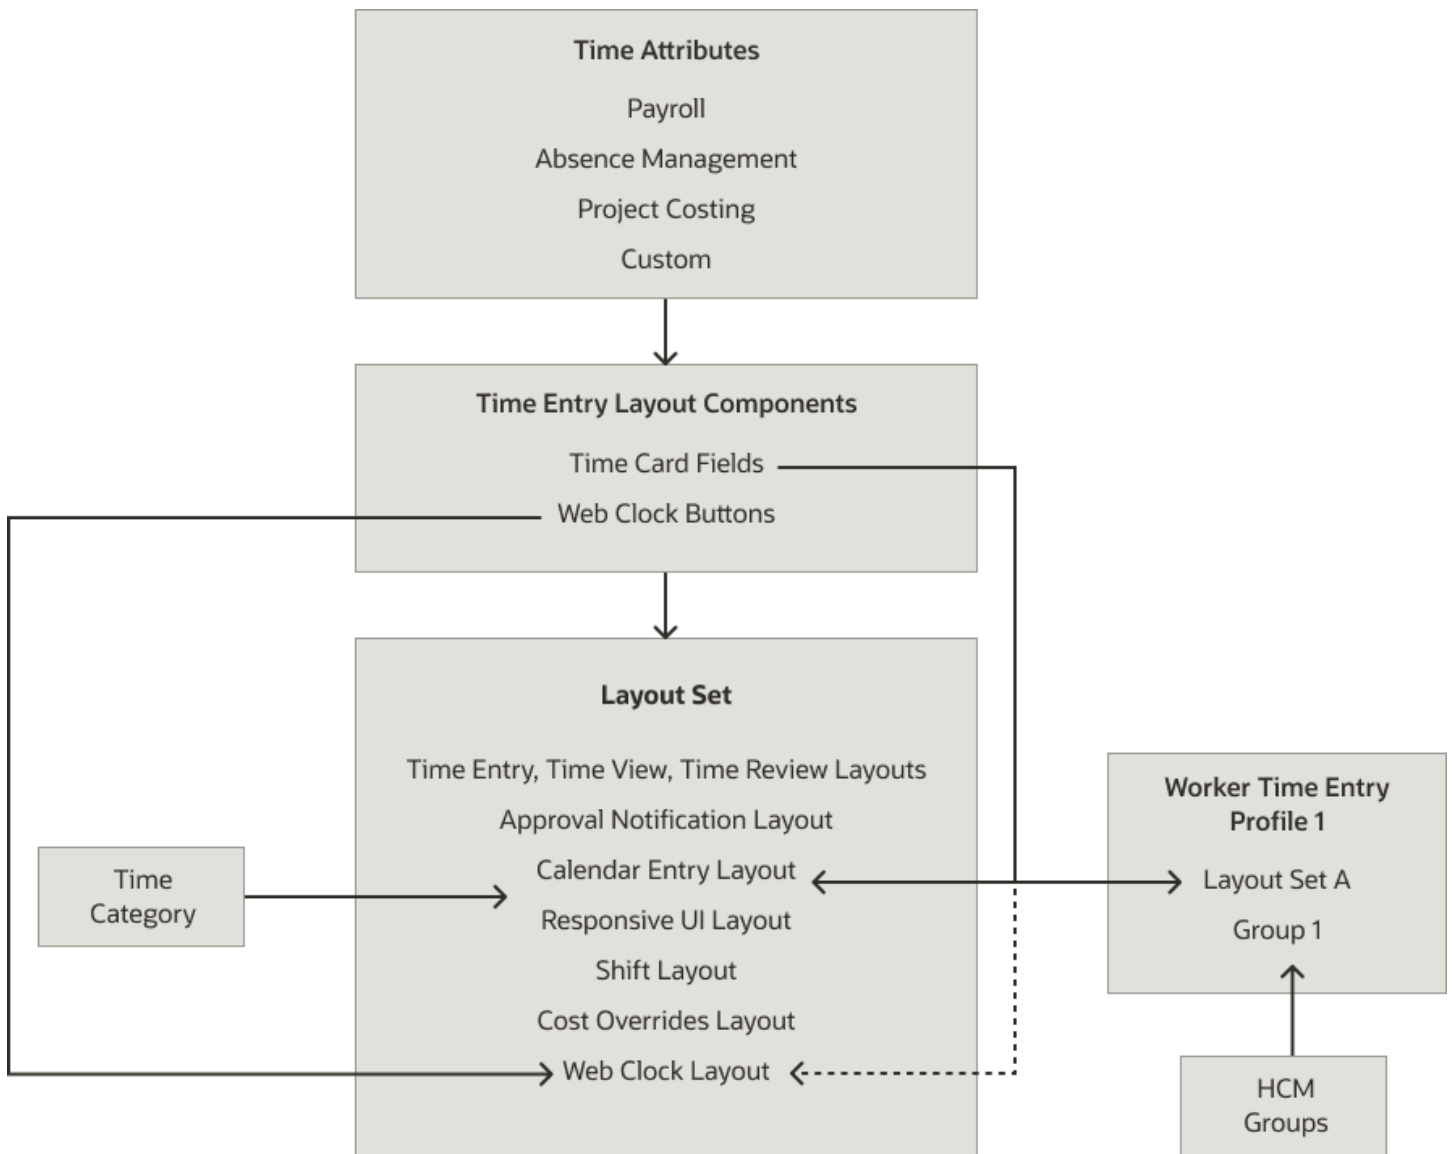 Time Attributes
Payroll
Absence Management
Project Costing
Custom
Time Entry Layout Components
Time Card Fields
Web Clock Buttons
Layout Set
Time Entry, Time View, Time Review Layouts
Approval Notification Layout
Calendar Entry Layout
Responsive UI Layout
Shift Layout
Cost Overrides Layout
Web Clock Layout
Time
Category
Worker Time Entry
Profile 1
Layout Set A
Group 1
HCM
Groups